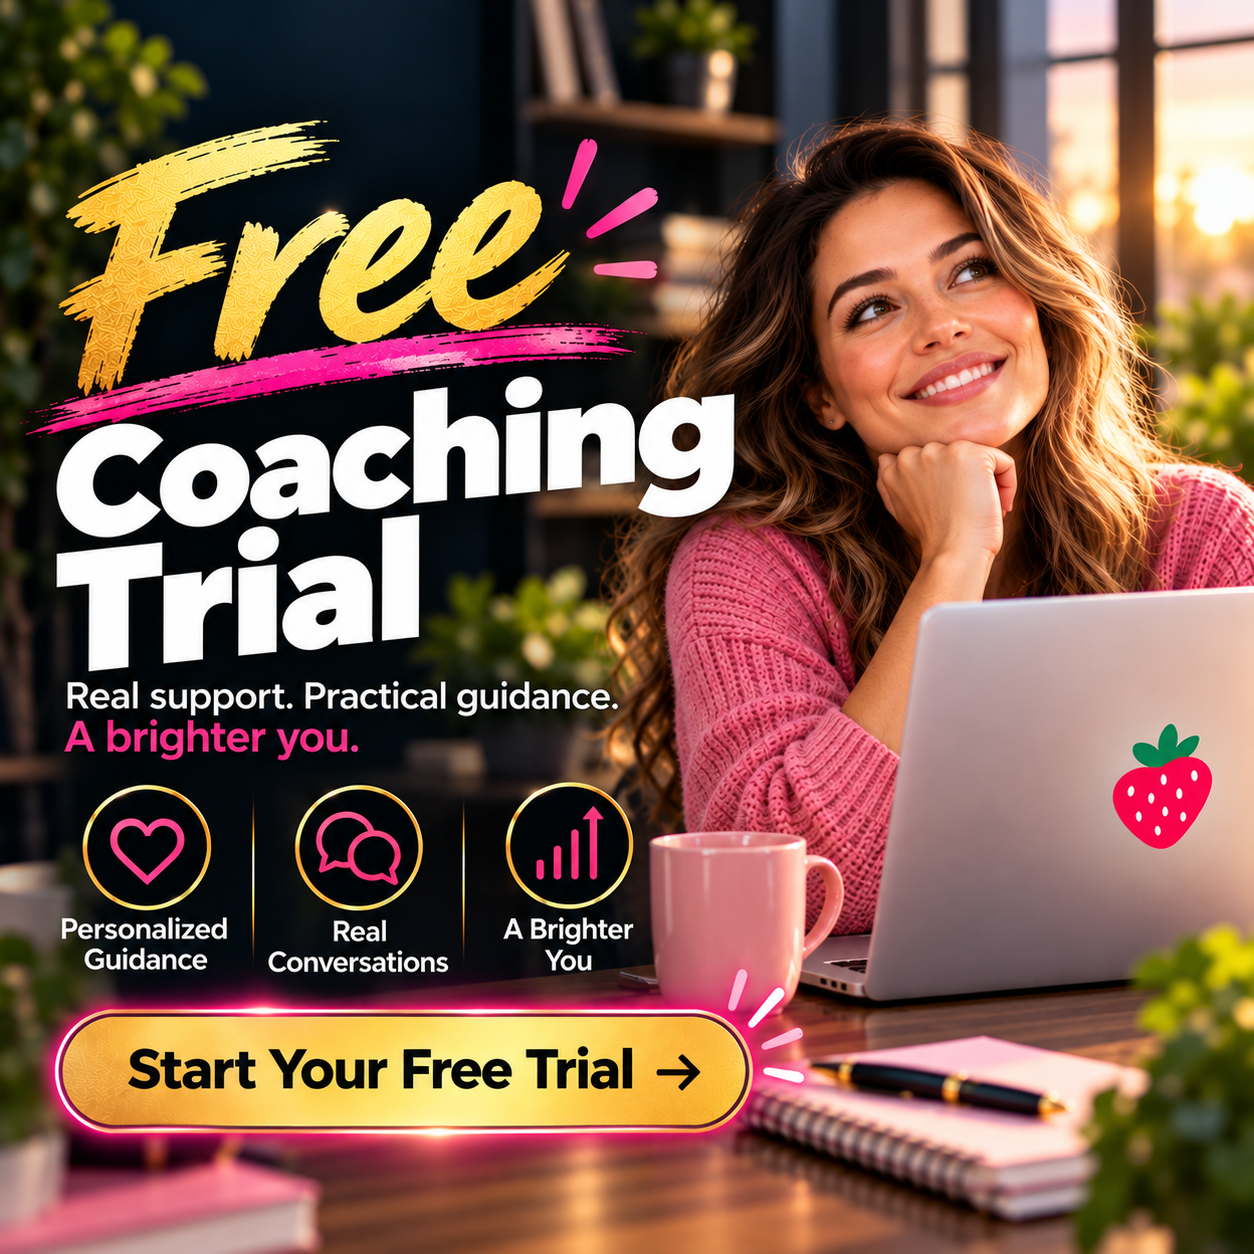 Free
Coaching
Trial
Real support. Practical guidance.
A brighter you.
Personalized
Guidance
Real
Conversations
A Brighter
You
Start Your Free Trial →